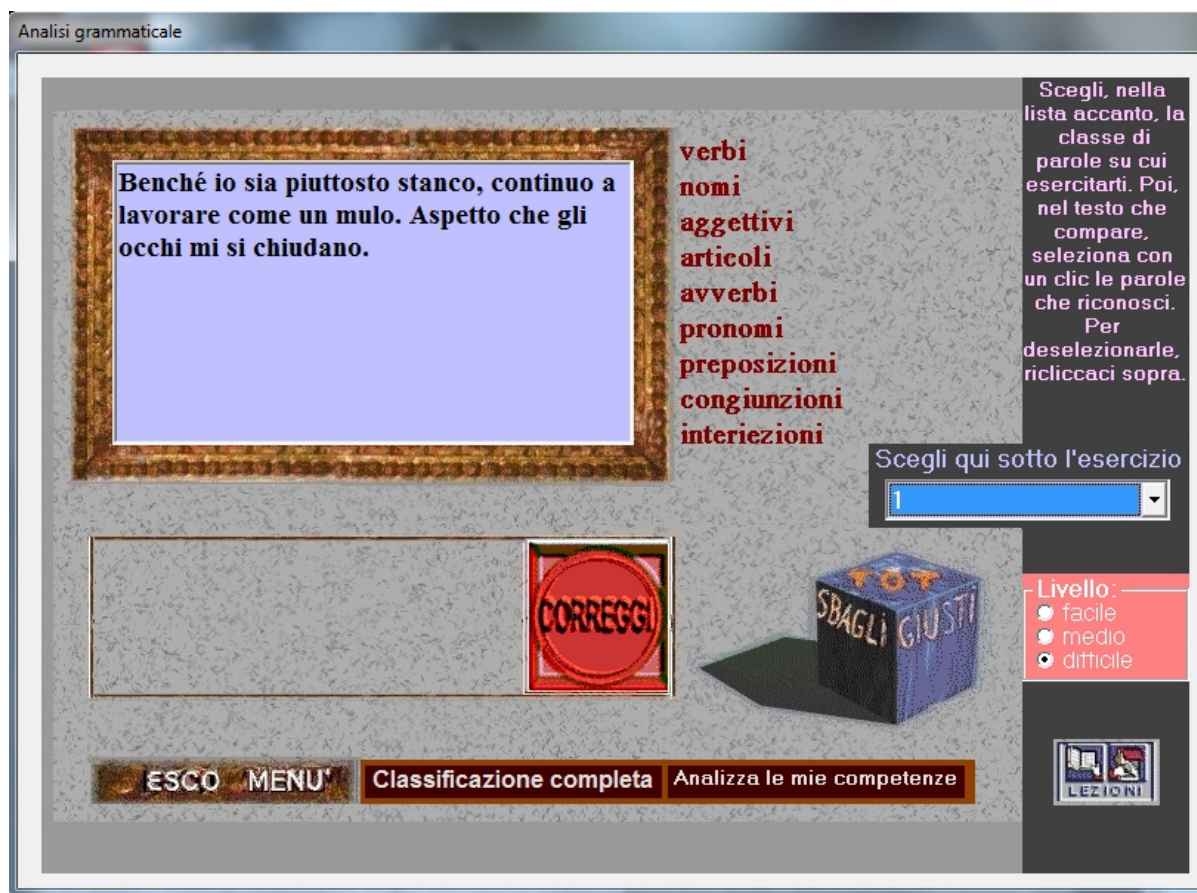 Analisi grammaticale
Benché io sia piuttosto stanco, continuo a
lavorare come un mulo. Aspetto che gli
occhi mi si chiudano.
verbi
nomi
aggettivi
articoli
avverbi
pronomi
preposizioni
congiunzioni
interiezioni
Scegli, nella
lista accanto, la
classe di
parole su cui
esercitarti. Poi,
nel testo che
compare,
seleziona con
un clic le parole
che riconosci.
Per
deselezionarle,
ricliccaci sopra.
Scegli qui sotto l'esercizio
1
CORREGGI
TOT
SBAGLI
GIUSTI
Livello:
facile
medio
difficile
ESCO
MENU'
Classificazione completa
Analizza le mie competenze
LEZIONI